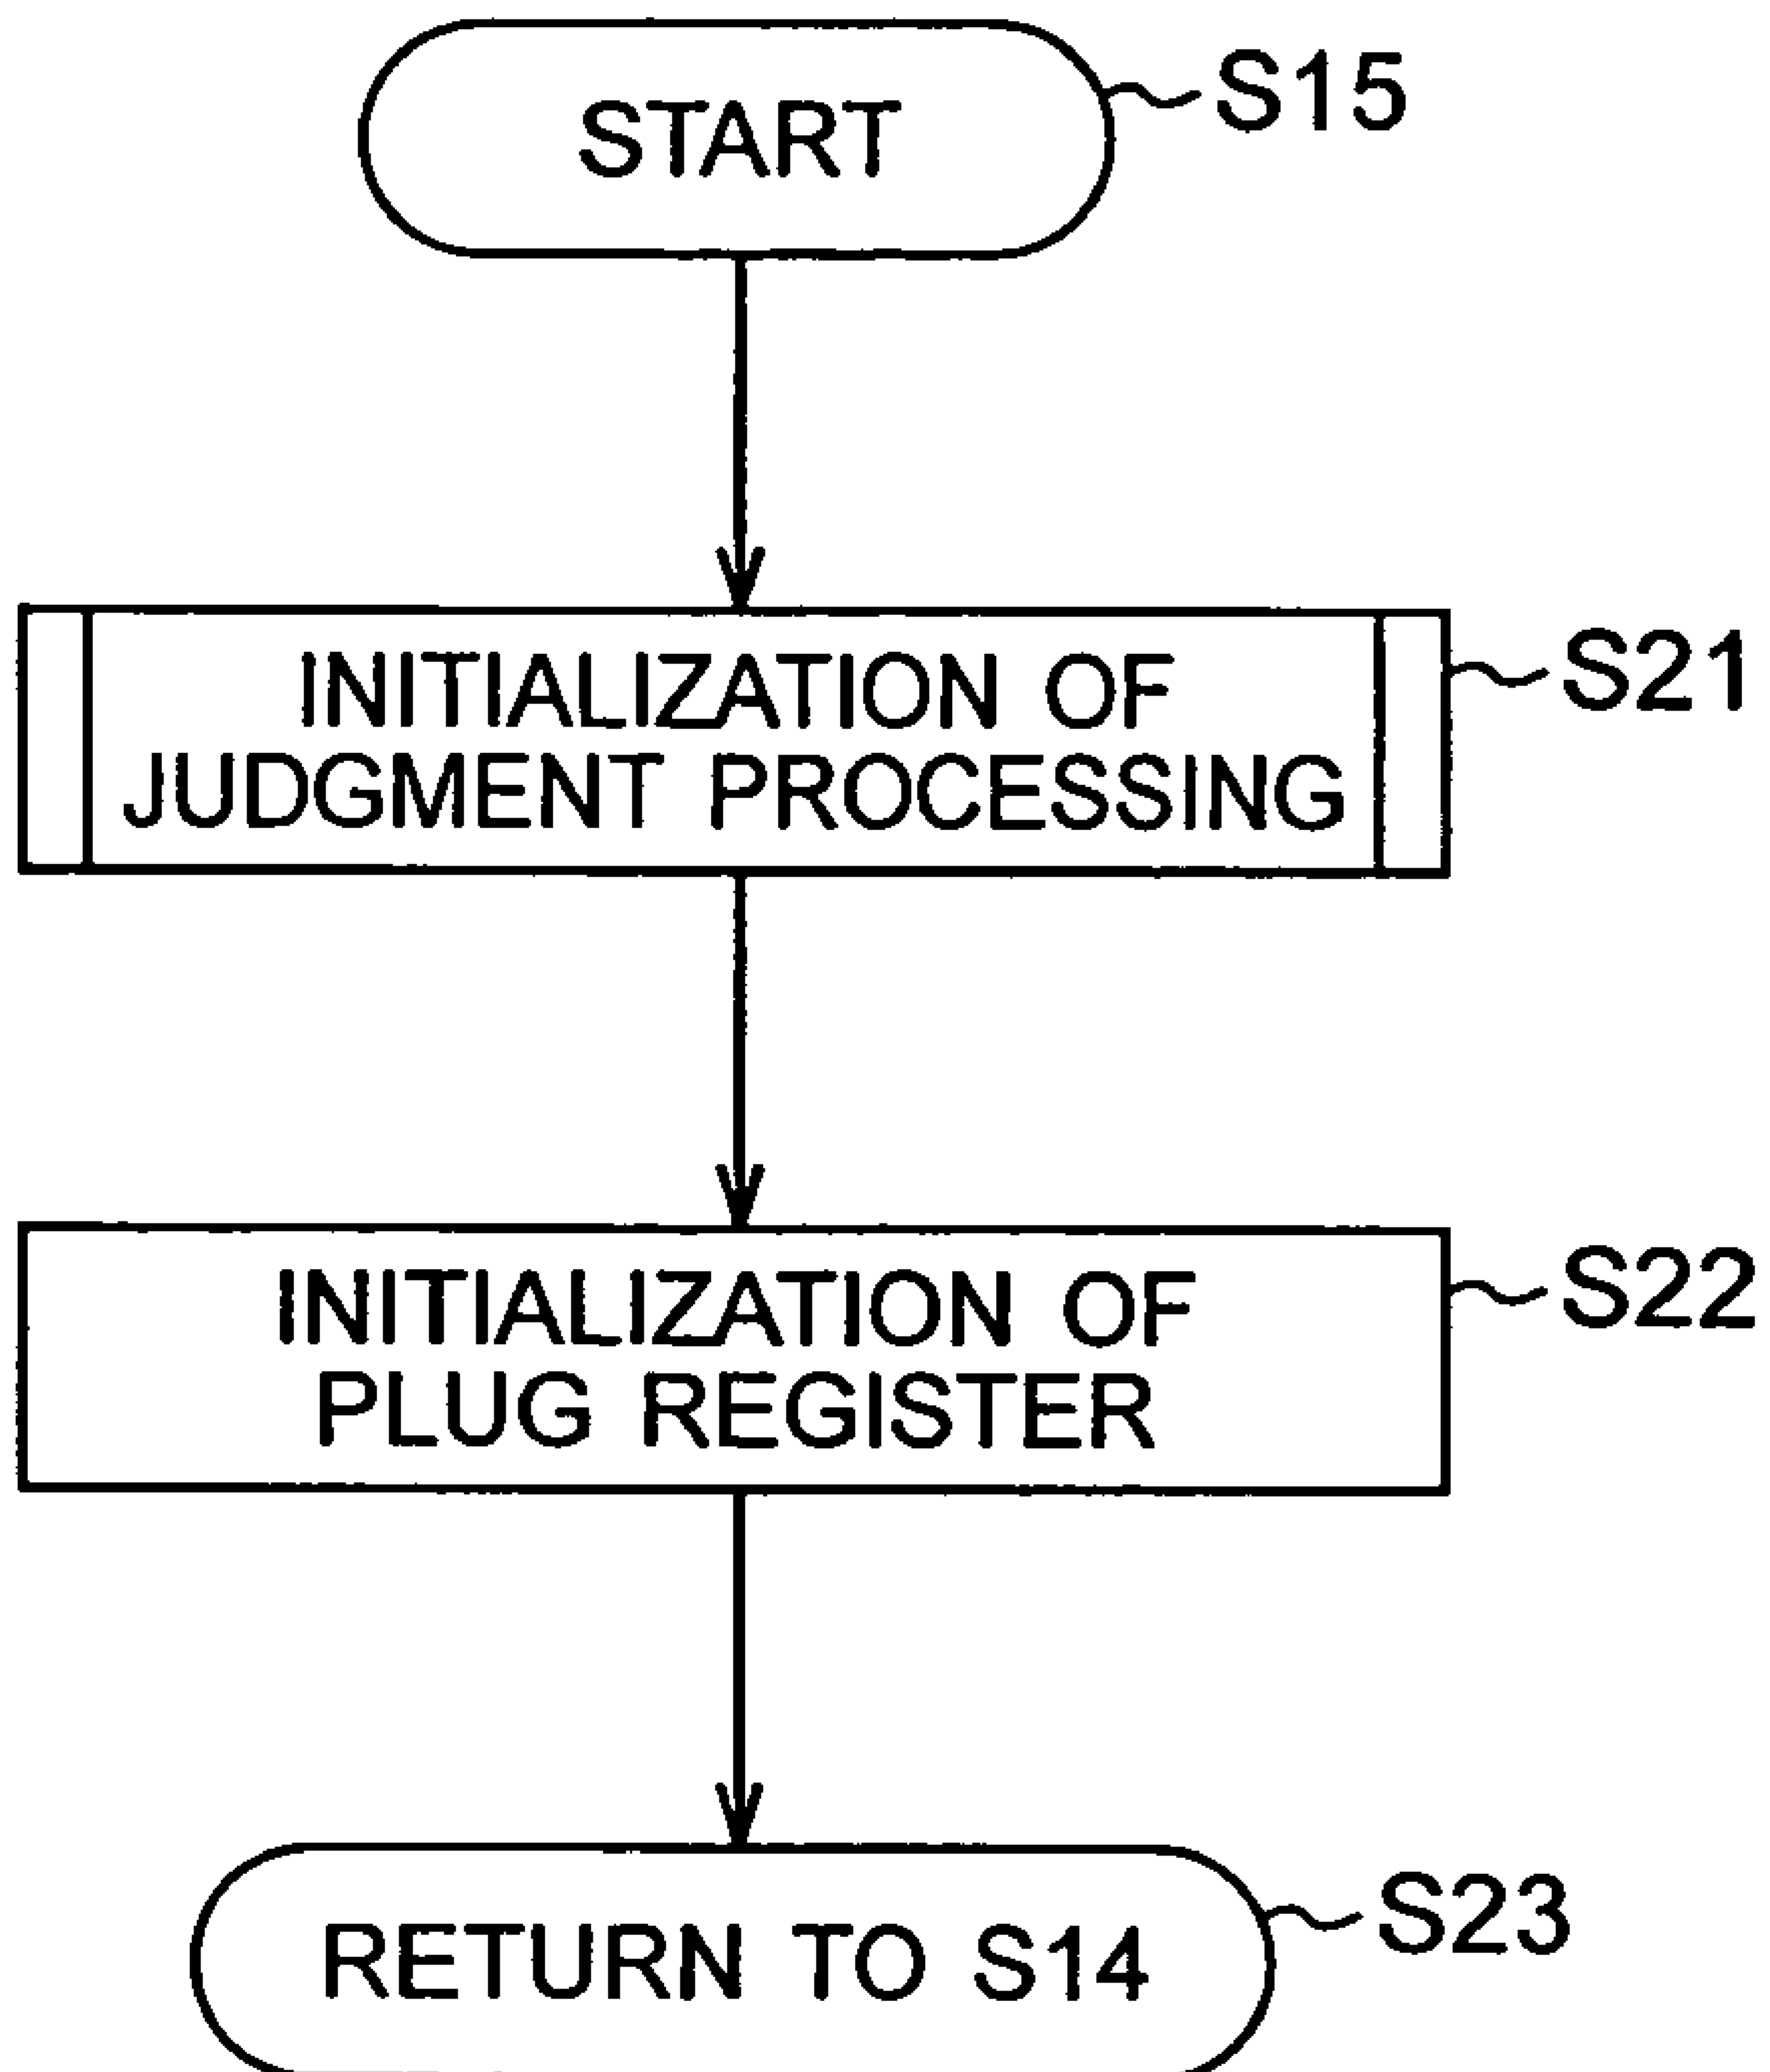 START
S15
INITIALIZATION OF
JUDGMENT PROCESSING
S21
INITIALIZATION OF
PLUG REGISTER
S22
RETURN TO S14
S23